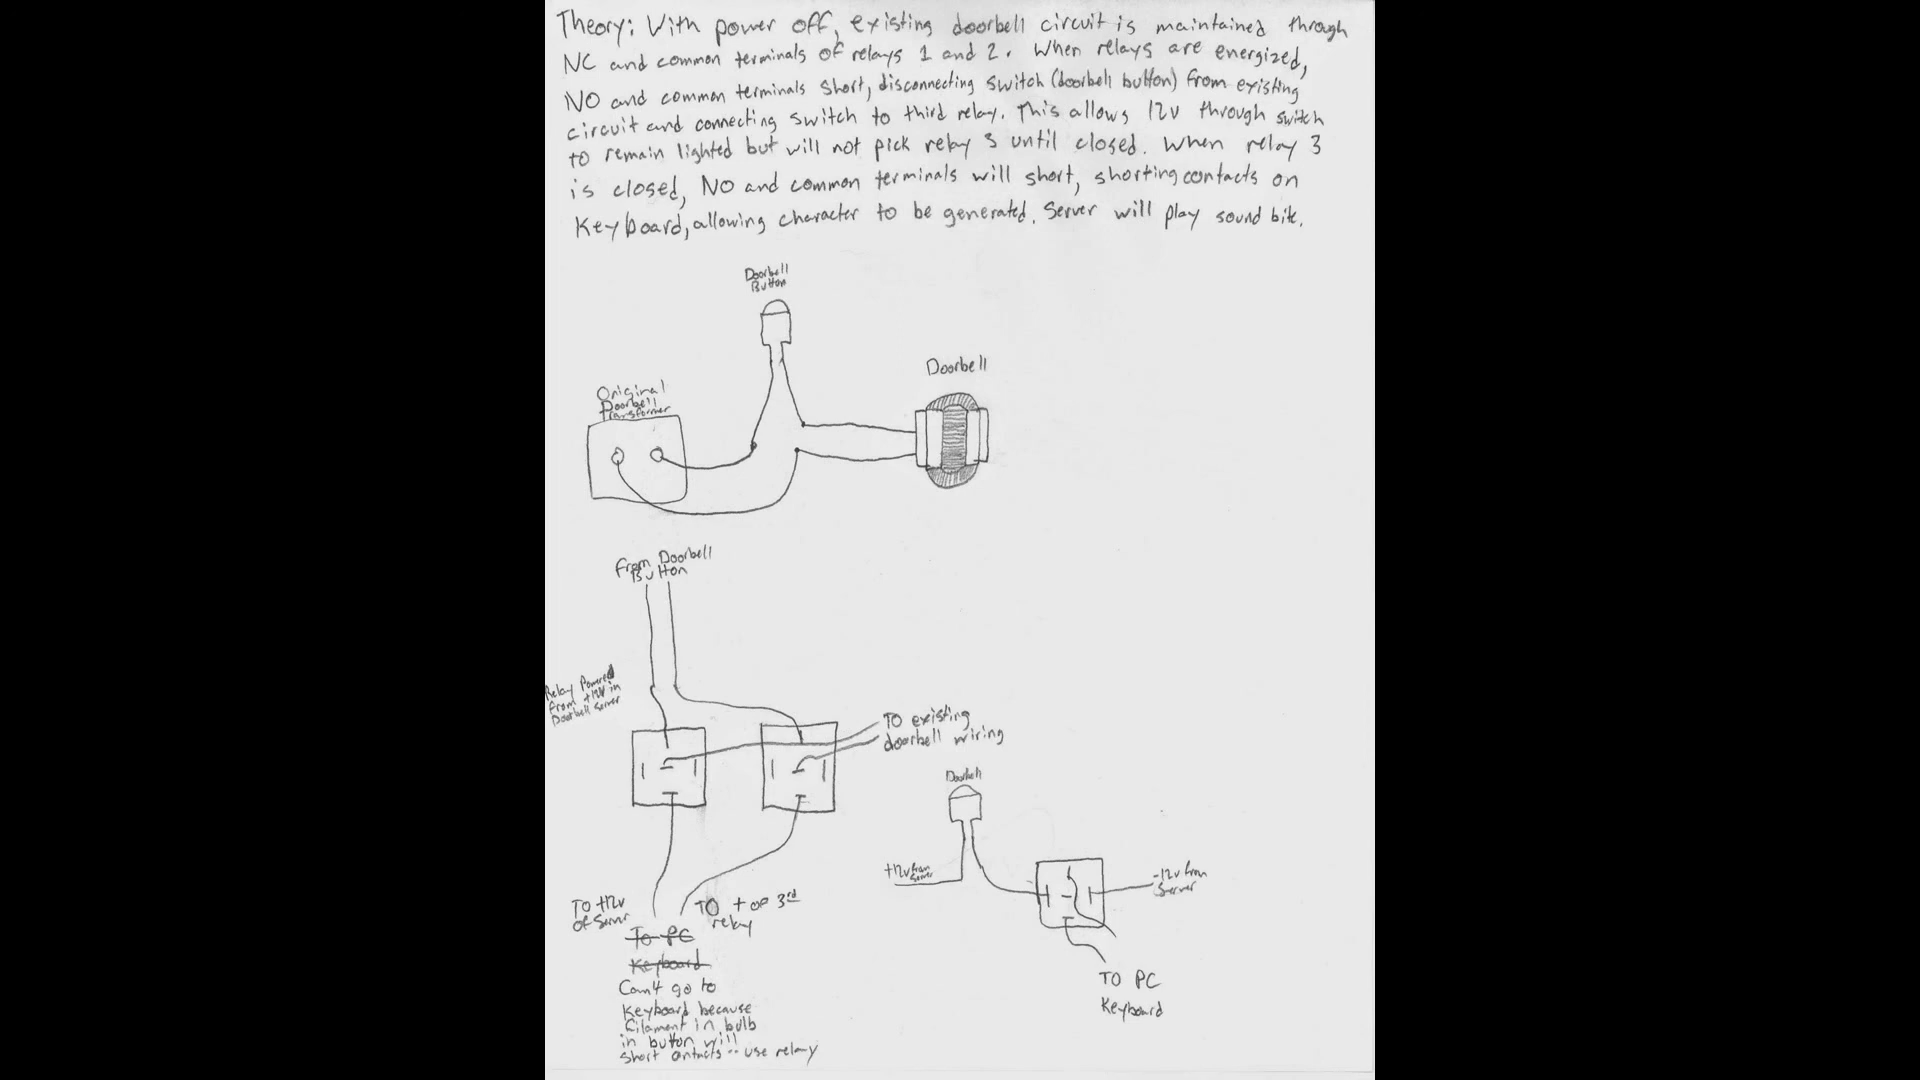 Theory: With power off, existing doorbell circuit is maintained through
NC and common terminals of relays 1 and 2. When relays are energized,
NO and common terminals short, disconnecting switch (doorbell button) from existing
circuit and connecting switch to third relay. This allows 12v through switch
to remain lighted but will not pick relay 3 until closed. When relay 3
is closed, NO and common terminals will short, shorting contacts on
Keyboard, allowing character to be generated. Server will play sound bite.
Doorbell
Button
Doorbell
Original
Doorbell
Transformer
From Doorbell
Button
Relay Powered
from +12V in
Doorbell Server
TO existing
doorbell wiring
Doorbell
+12v from
Server
-12v from
Server
TO +12v
of Server
TO + of 3rd
relay
To PC
Keyboard
Can't go to
Keyboard because
filament in bulb
in button will
short contacts -- use relay
TO PC
Keyboard